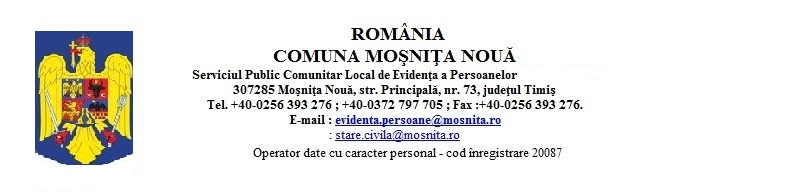 ROMÂNIA
COMUNA MOŞNIŢA NOUĂ
Serviciul Public Comunitar Local de Evidenţa a Persoanelor
307285 Moşniţa Nouă, str. Principală, nr. 73, judeţul Timiş
Tel. +40-0256 393 276 ; +40-0372 797 705 ; Fax :+40-0256 393 276.
E-mail : evidenta.persoane@mosnita.ro
: stare.civila@mosnita.ro
Operator date cu caracter personal - cod înregistrare 20087